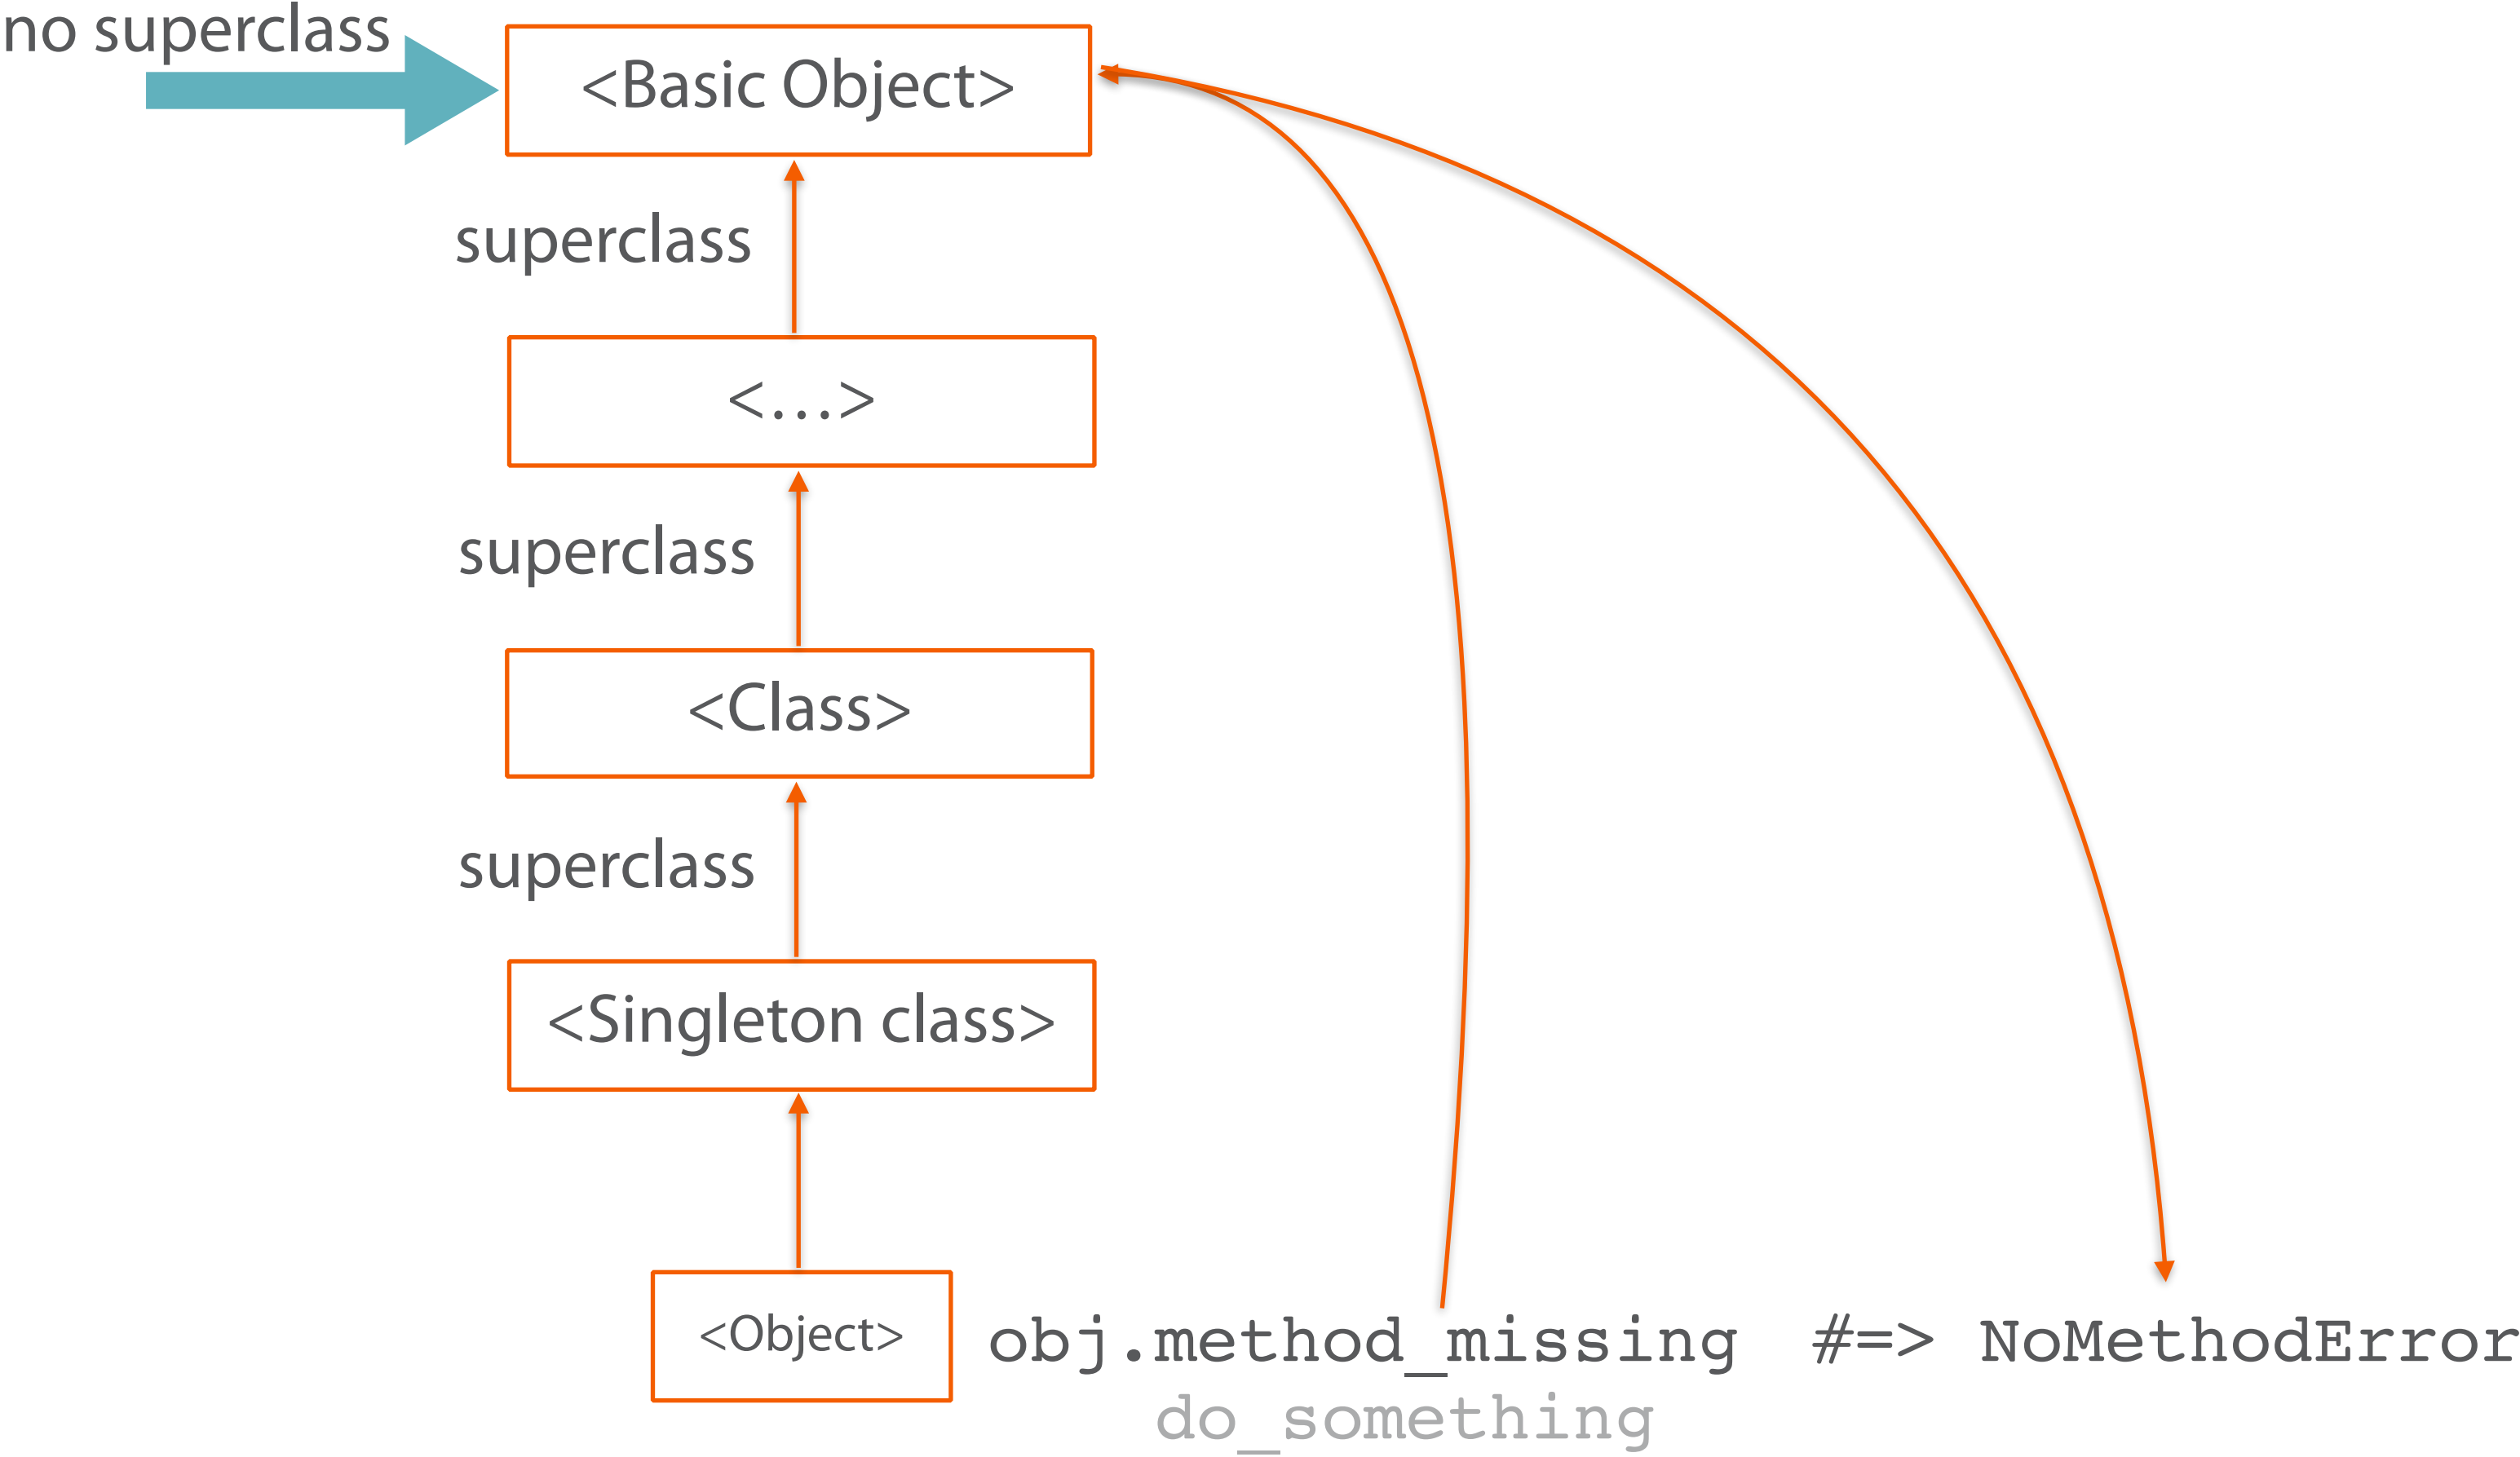 no superclass
<Basic Object>
superclass
<...>
superclass
<Class>
superclass
<Singleton class>
<Object>
obj.method_missing #=> NoMethodError
do_something